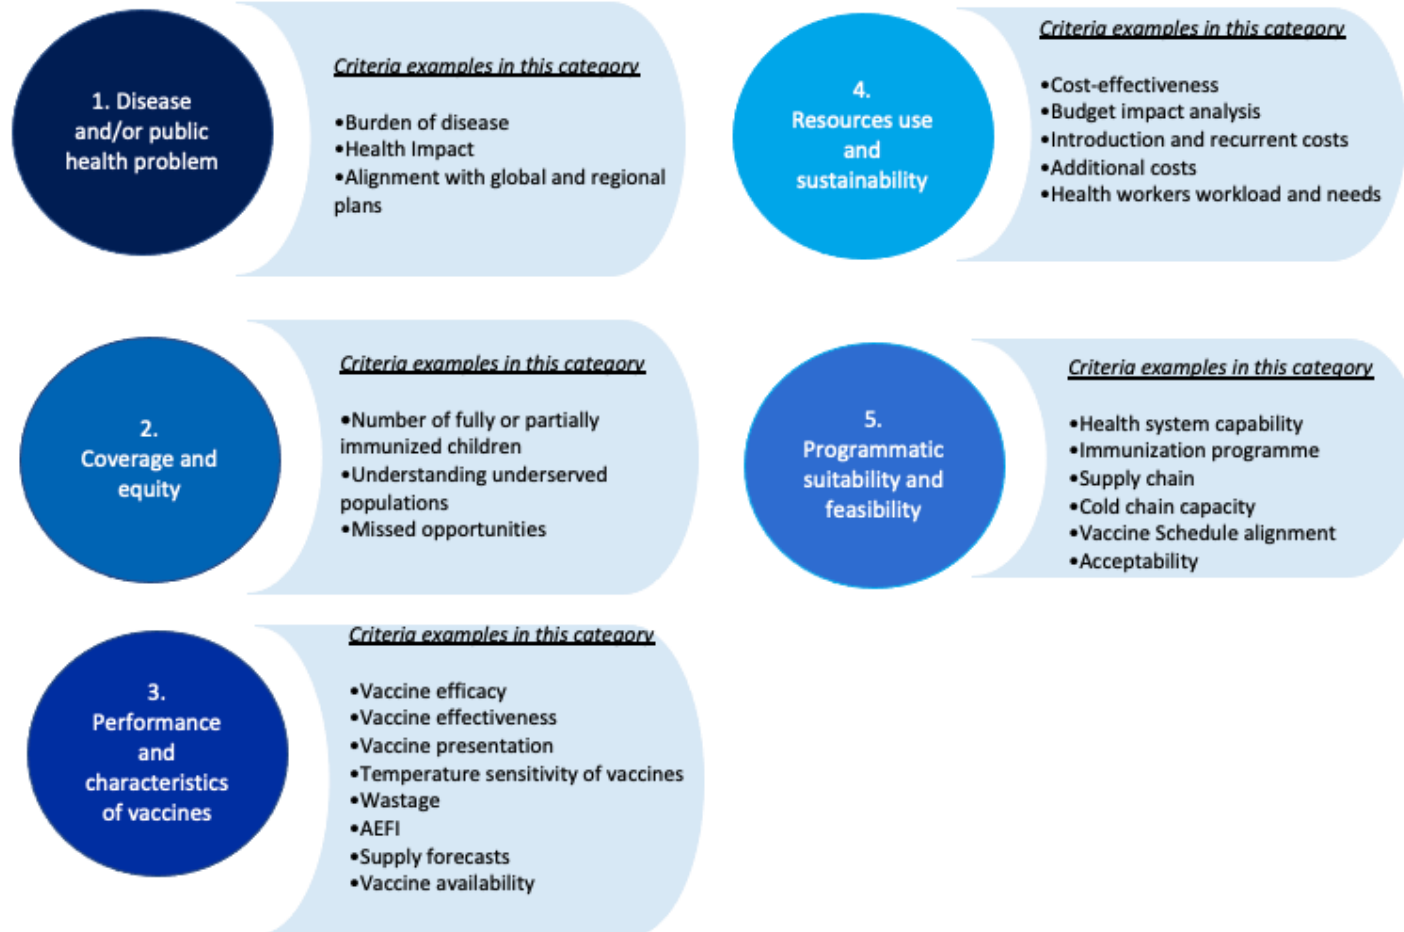 1. Disease
and/or public
health problem
Criteria examples in this category
•Burden of disease
•Health Impact
•Alignment with global and regional
plans
2.
Coverage and
equity
Criteria examples in this category
•Number of fully or partially
immunized children
•Understanding underserved
populations
•Missed opportunities
3.
Performance
and
characteristics
of vaccines
Criteria examples in this category
•Vaccine efficacy
•Vaccine effectiveness
•Vaccine presentation
•Temperature sensitivity of vaccines
•Wastage
•AEFI
•Supply forecasts
•Vaccine availability
4.
Resources use
and
sustainability
Criteria examples in this category
•Cost-effectiveness
•Budget impact analysis
•Introduction and recurrent costs
•Additional costs
•Health workers workload and needs
5.
Programmatic
suitability and
feasibility
Criteria examples in this category
•Health system capability
•Immunization programme
•Supply chain
•Cold chain capacity
•Vaccine Schedule alignment
•Acceptability